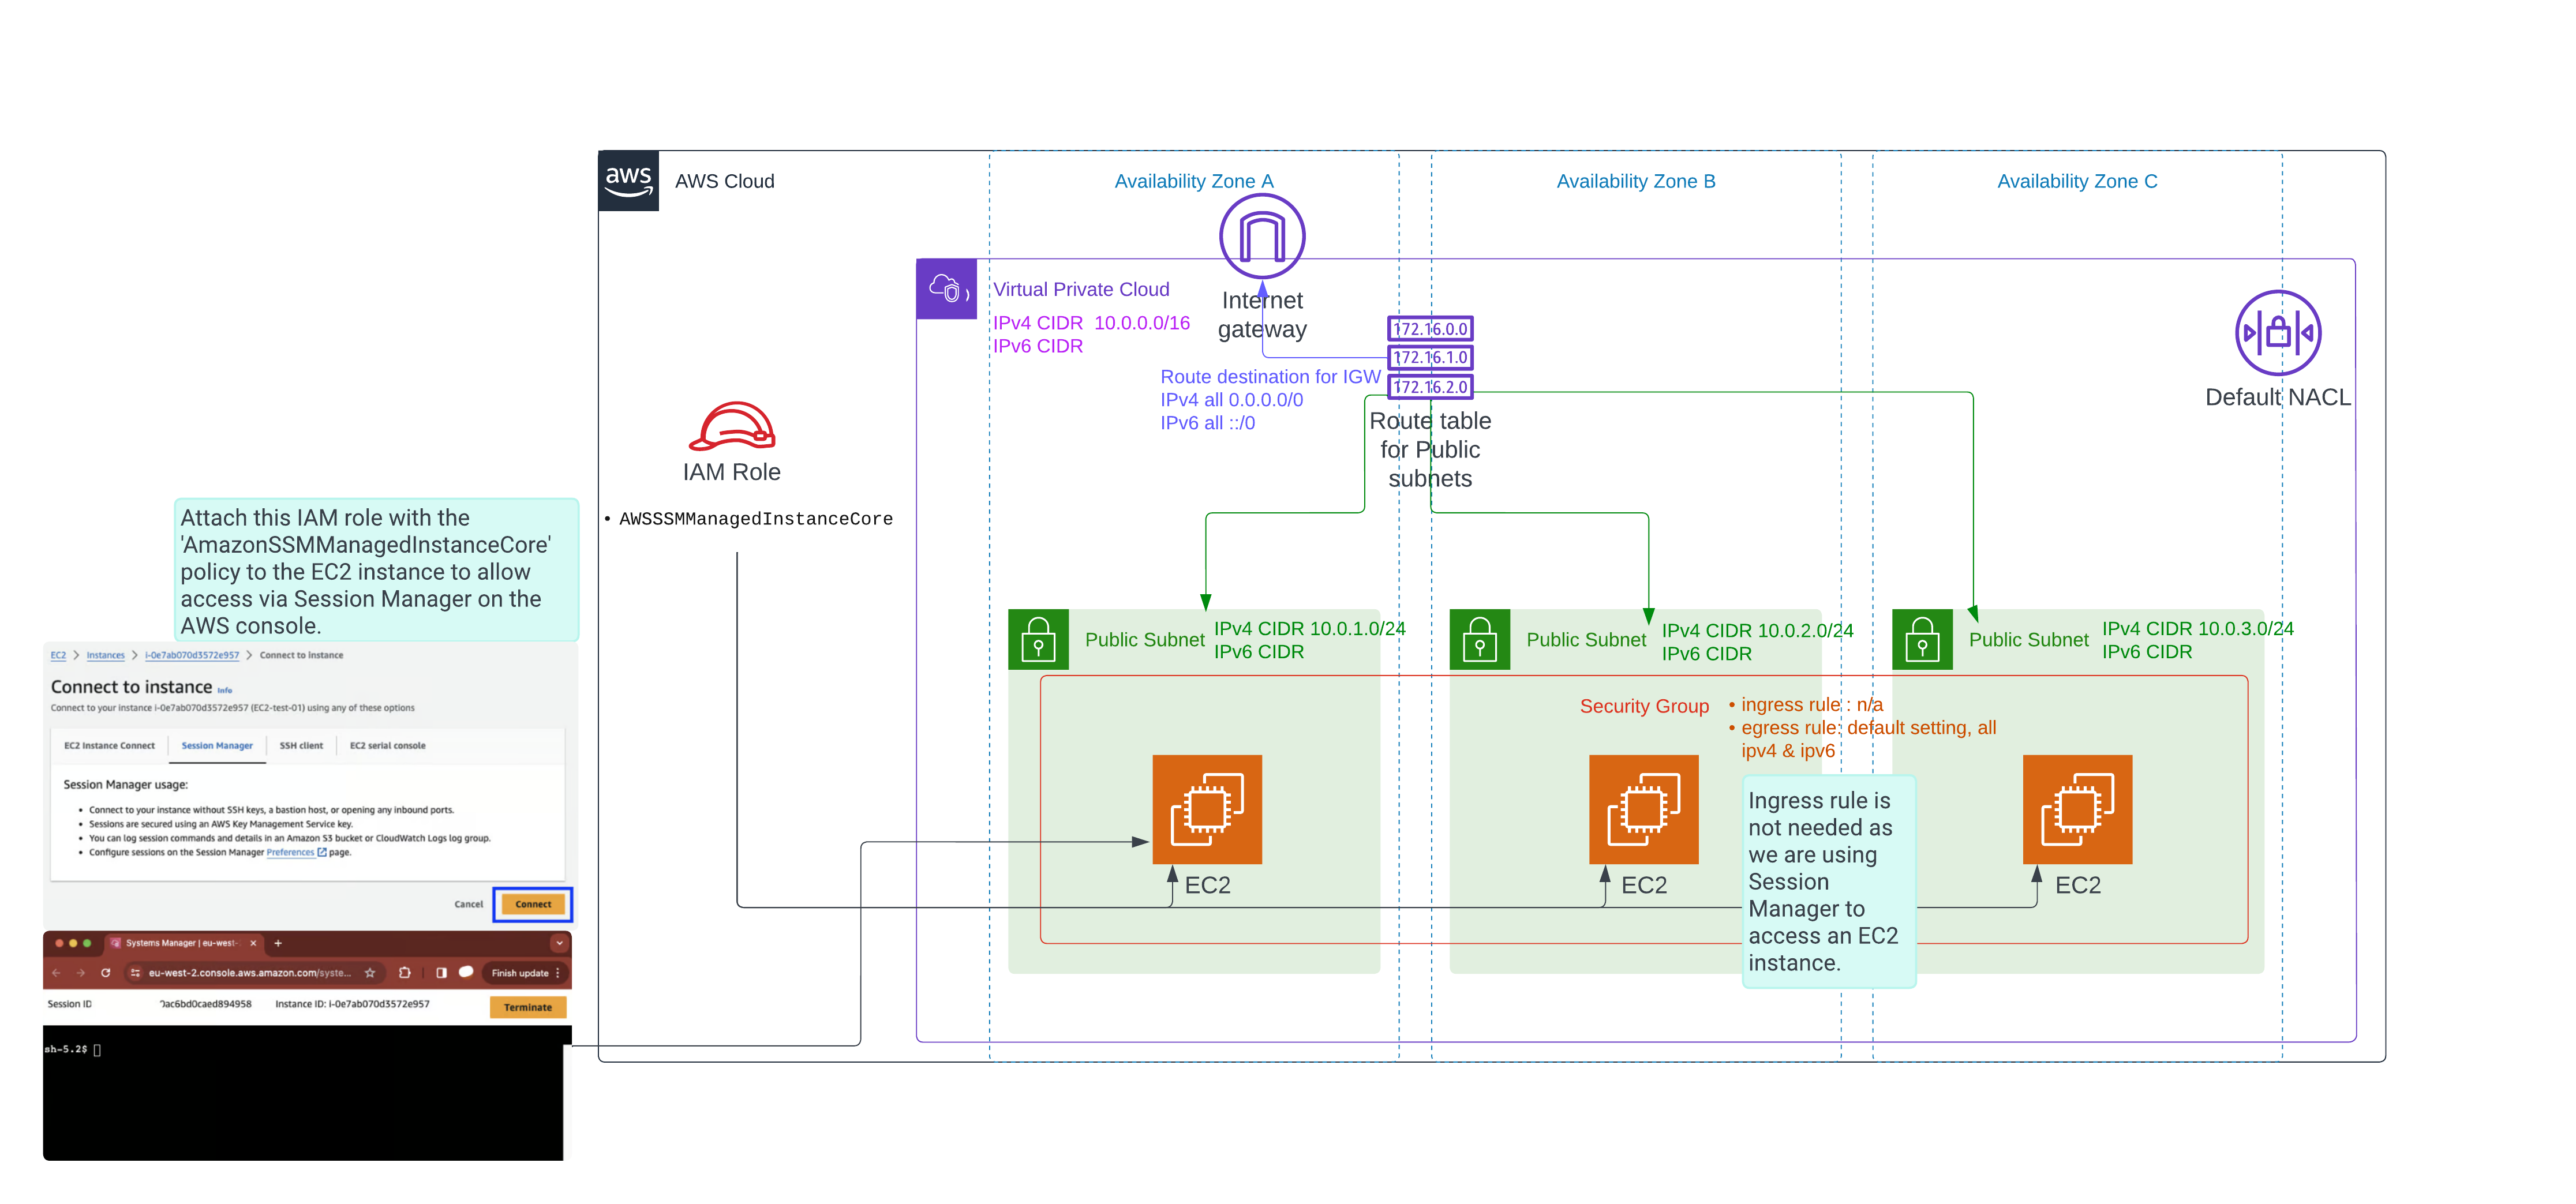 aws
AWS Cloud
Availability Zone A
Availability Zone B
Availability Zone C
Virtual Private Cloud
IPv4 CIDR 10.0.0.0/16
IPv6 CIDR
Internet
gateway
172.16.0.0
172.16.1.0
172.16.2.0
Route destination for IGW
IPv4 all 0.0.0.0/0
IPv6 all ::/0
Route table
for Public
subnets
Default NACL
IAM Role
• AWSSSMManagedInstanceCore
Attach this IAM role with the
'AmazonSSMManagedInstanceCore'
policy to the EC2 instance to allow
access via Session Manager on the
AWS console.
EC2 > Instances > i-0e7ab070d3572e957 > Connect to instance
Connect to instance Info
Connect to your instance i-0e7ab070d3572e957 (EC2-test-01) using any of these options
EC2 Instance Connect
Session Manager
SSH client
EC2 serial console
Session Manager usage:
• Connect to your instance without SSH keys, a bastion host, or opening any inbound ports.
• Sessions are secured using an AWS Key Management Service key.
• You can log session commands and details in an Amazon S3 bucket or CloudWatch Logs log group.
• Configure sessions on the Session Manager Preferences page.
Cancel
Connect
Systems Manager | eu-west-
eu-west-2.console.aws.amazon.com/syste...
Finish update
Session ID
0ac6bd0caed894958
Instance ID: i-0e7ab070d3572e957
Terminate
sh-5.2$
Public Subnet
IPv4 CIDR 10.0.1.0/24
IPv6 CIDR
Public Subnet
IPv4 CIDR 10.0.2.0/24
IPv6 CIDR
Public Subnet
IPv4 CIDR 10.0.3.0/24
IPv6 CIDR
Security Group
• ingress rule : n/a
• egress rule: default setting, all
ipv4 & ipv6
EC2
EC2
EC2
Ingress rule is
not needed as
we are using
Session
Manager to
access an EC2
instance.